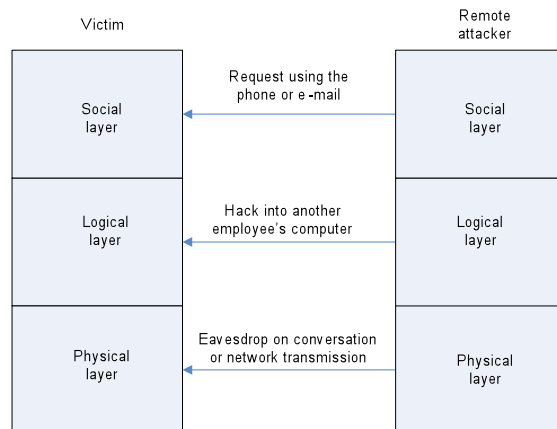 Victim
Remote
attacker
Social
layer
Request using the
phone or e-mail
Social
layer
Logical
layer
Hack into another
employee's computer
Logical
layer
Physical
layer
Eavesdrop on conversation
or network transmission
Physical
layer